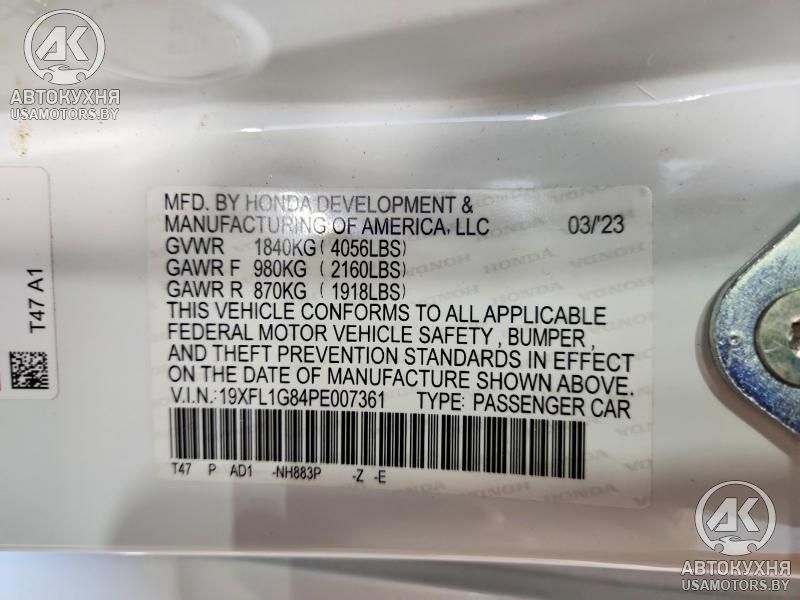 AK
АВТОКУХНЯ
USAMOTORS.BY
T47 A1
MFD. BY HONDA DEVELOPMENT &
MANUFACTURING OF AMERICA, LLC 03/'23
GVWR 1840KG ( 4056LBS)
GAWR F 980KG ( 2160LBS)
GAWR R 870KG ( 1918LBS)
THIS VEHICLE CONFORMS TO ALL APPLICABLE
FEDERAL MOTOR VEHICLE SAFETY , BUMPER ,
AND THEFT PREVENTION STANDARDS IN EFFECT
ON THE DATE OF MANUFACTURE SHOWN ABOVE.
V.I.N.:19XFL1G84PE007361 TYPE: PASSENGER CAR
T47 P AD1 -NH883P -Z -E
HONDA
AK
АВТОКУХНЯ
USAMOTORS.BY